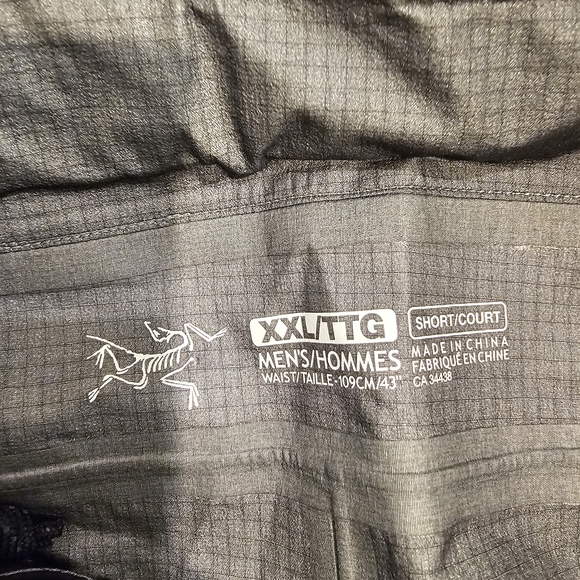 XXL/TTG
MEN'S/HOMMES
WAIST/TAILLE-109CM/43"
SHORT/COURT
MADE IN CHINA
FABRIQUÉ EN CHINE
CA 34438